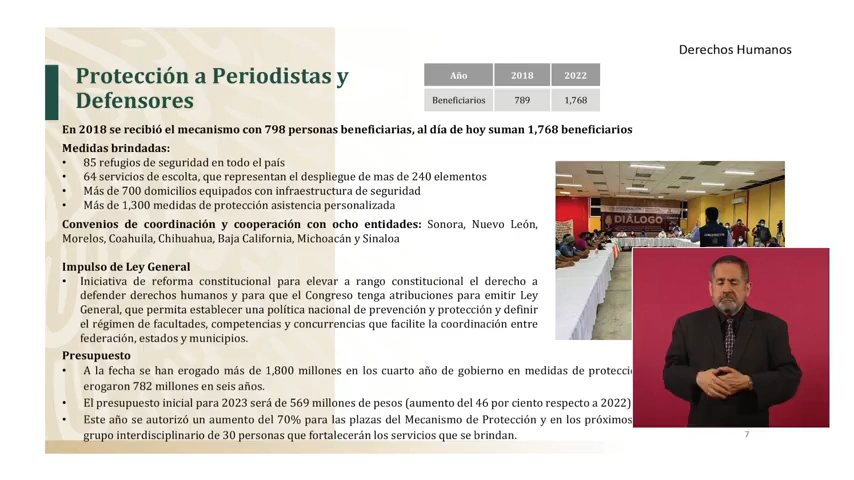 Derechos Humanos
Protección a Periodistas y
Defensores
Año 2018 2022
Beneficiarios 789 1,768
En 2018 se recibió el mecanismo con 798 personas beneficiarias, al día de hoy suman 1,768 beneficiarios
Medidas brindadas:
• 85 refugios de seguridad en todo el país
• 64 servicios de escolta, que representan el despliegue de mas de 240 elementos
• Más de 700 domicilios equipados con infraestructura de seguridad
• Más de 1,300 medidas de protección asistencia personalizada
Convenios de coordinación y cooperación con ocho entidades: Sonora, Nuevo León,
Morelos, Coahuila, Chihuahua, Baja California, Michoacán y Sinaloa
DIÁLOGO
Impulso de Ley General
• Iniciativa de reforma constitucional para elevar a rango constitucional el derecho a
defender derechos humanos y para que el Congreso tenga atribuciones para emitir Ley
General, que permita establecer una política nacional de prevención y protección y definir
el régimen de facultades, competencias y concurrencias que facilite la coordinación entre
federación, estados y municipios.
Presupuesto
• A la fecha se han erogado más de 1,800 millones en los cuarto año de gobierno en medidas de protecci
erogaron 782 millones en seis años.
• El presupuesto inicial para 2023 será de 569 millones de pesos (aumento del 46 por ciento respecto a 2022)
• Este año se autorizó un aumento del 70% para las plazas del Mecanismo de Protección y en los próximos
grupo interdisciplinario de 30 personas que fortalecerán los servicios que se brindan.
7